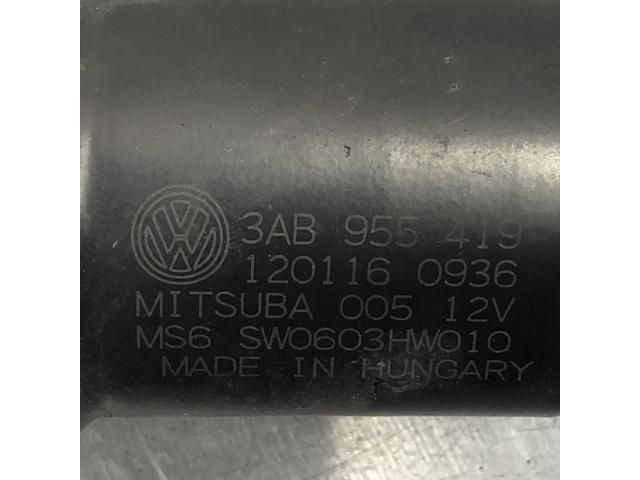 3AB 955 419
120116 0936
MITSUBA 005 12V
MS6 SW0603HW010
MADE IN HUNGARY